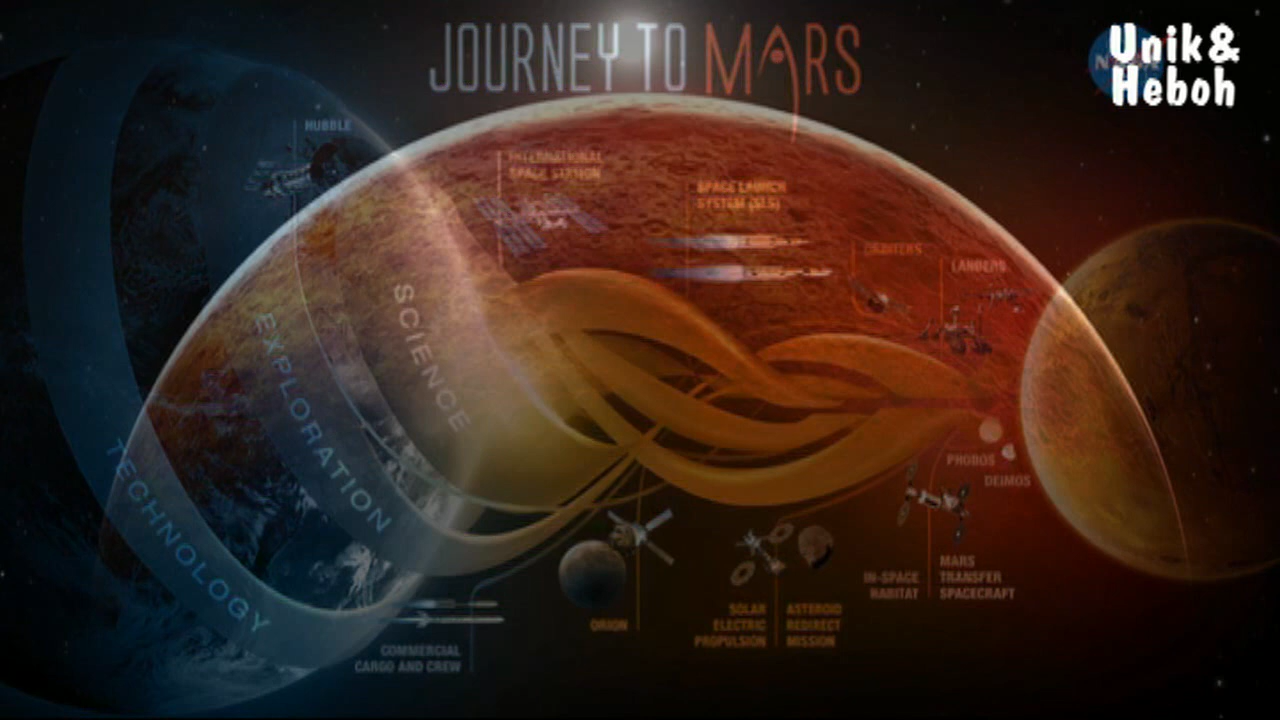 JOURNEY TO MARS
Unik&
Heboh
HUBBLE
INTERNATIONAL
SPACE STATION
SPACE LAUNCH
SYSTEM (SLS)
ORBITERS
LANDERS
SCIENCE
EXPLORATION
TECHNOLOGY
PHOBOS
DEIMOS
MARS
TRANSFER
SPACECRAFT
IN-SPACE
HABITAT
ORION
SOLAR
ELECTRIC
PROPULSION
ASTEROID
REDIRECT
MISSION
COMMERCIAL
CARGO AND CREW